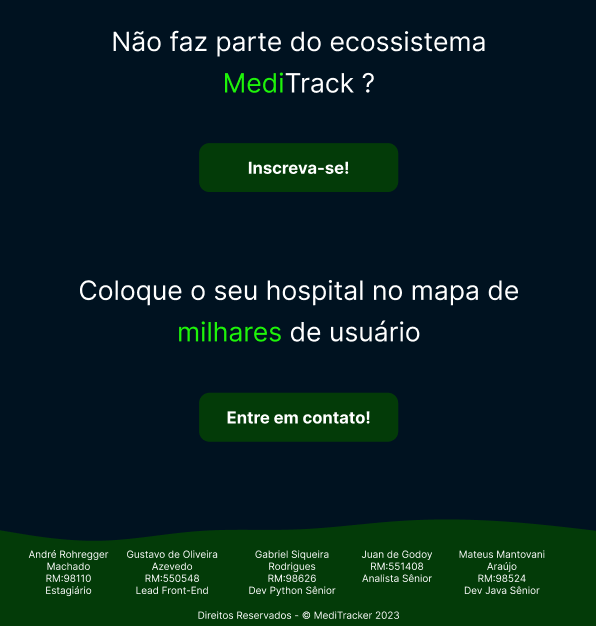 Não faz parte do ecossistema
MediTrack ?
Inscreva-se!
Coloque o seu hospital no mapa de
milhares de usuário
Entre em contato!
André Rohregger
Machado
RM:98110
Estagiário
Gustavo de Oliveira
Azevedo
RM:550548
Lead Front-End
Gabriel Siqueira
Rodrigues
RM:98626
Dev Python Sênior
Juan de Godoy
RM:551408
Analista Sênior
Mateus Mantovani
Araújo
RM:98524
Dev Java Sênior
Direitos Reservados - © MediTracker 2023